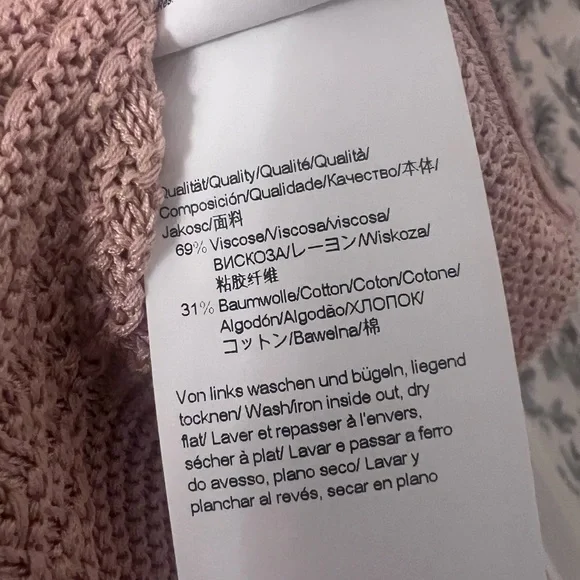 Qualität/Quality/Qualité/Qualità/
Composición/Qualidade/Качество/本体/
Jakosc/面料
69% Viscose/Viscosa/viscosa/
ВИСКОЗА/レーヨン/Wiskoza/
粘胶纤维
31% Baumwolle/Cotton/Coton/Cotone/
Algodón/Algodão/ХЛОПОК/
コットン/Bawelna/棉
Von links waschen und bügeln, liegend
tocknen/ Wash/iron inside out, dry
flat/ Laver et repasser à l'envers,
sécher à plat/ Lavar e passar a ferro
do avesso, plano seco/ Lavar y
planchar al revés, secar en plano